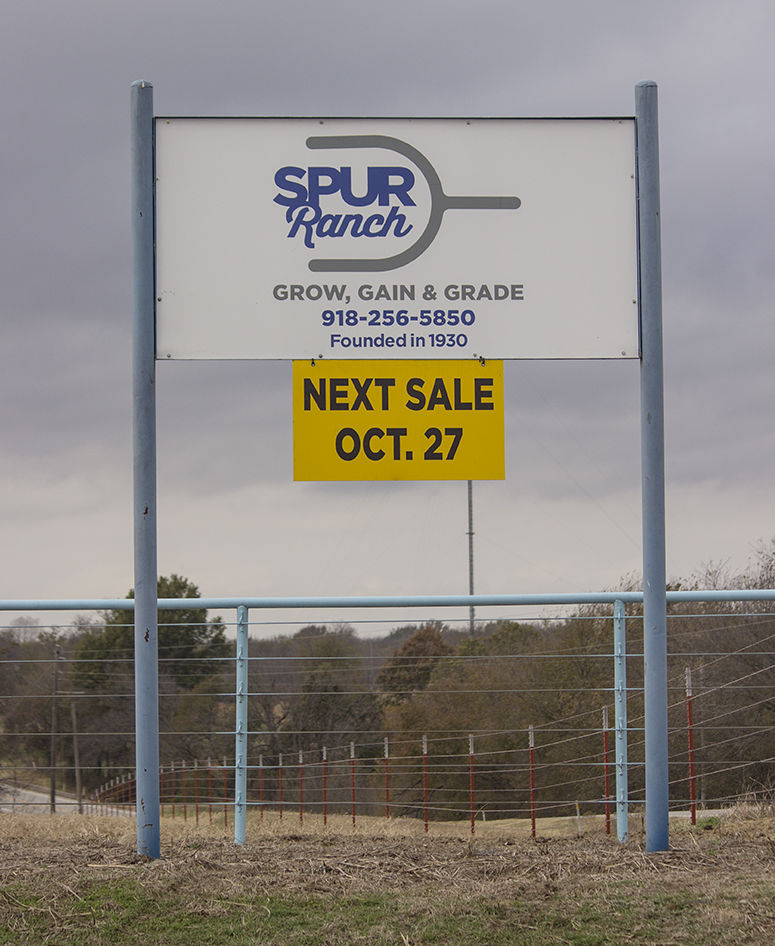 SPUR
Ranch
GROW, GAIN & GRADE
918-256-5850
Founded in 1930
NEXT SALE
OCT. 27